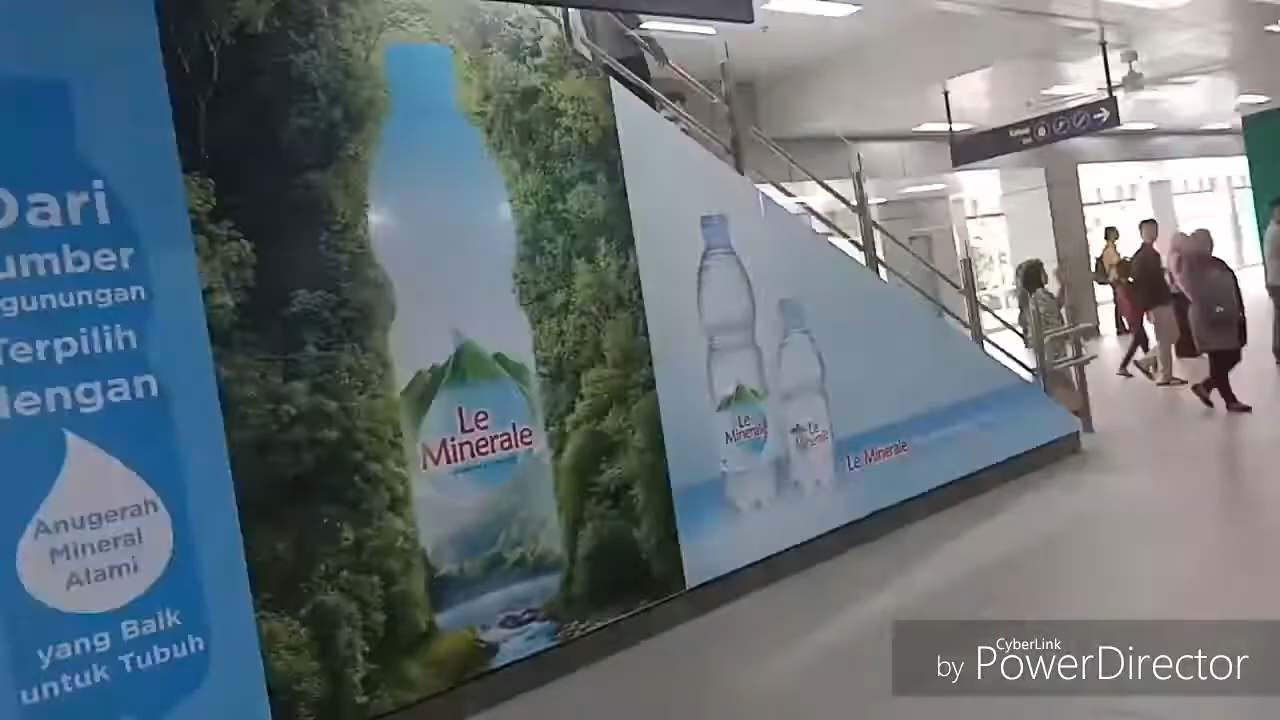 Dari
umber
gunungan
Terpilih
dengan
Anugerah
Mineral
Alami
yang Baik
untuk Tubuh
Le
Minerale
Le
Minerale
Le
Minerale
Le Minerale
CyberLink
by PowerDirector